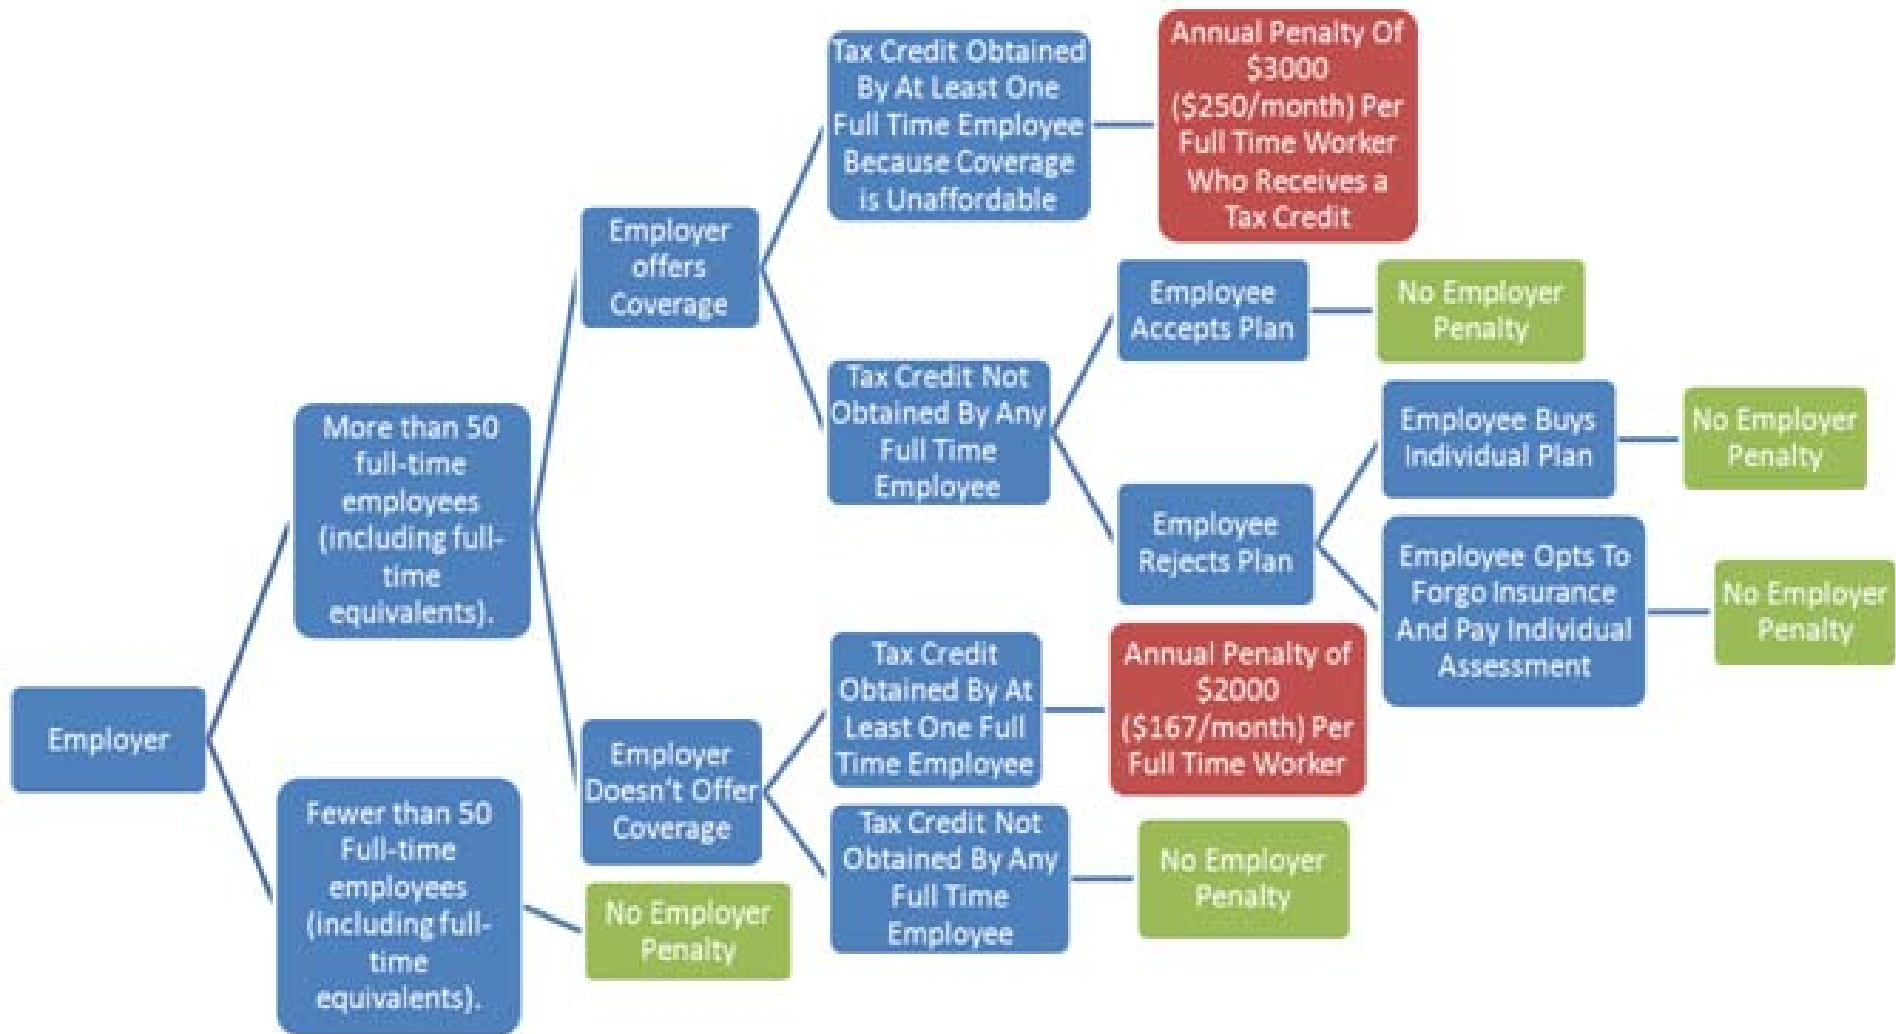 Employer
More than 50
full-time
employees
(including full-
time
equivalents).
Fewer than 50
Full-time
employees
(including full-
time
equivalents).
Employer
offers
Coverage
Employer
Doesn't Offer
Coverage
No Employer
Penalty
Tax Credit Obtained
By At Least One
Full Time Employee
Because Coverage
is Unaffordable
Annual Penalty Of
$3000
($250/month) Per
Full Time Worker
Who Receives a
Tax Credit
Tax Credit Not
Obtained By Any
Full Time
Employee
Employee
Accepts Plan
No Employer
Penalty
Employee
Rejects Plan
Employee Buys
Individual Plan
No Employer
Penalty
Employee Opts To
Forgo Insurance
And Pay Individual
Assessment
No Employer
Penalty
Tax Credit
Obtained By At
Least One Full
Time Employee
Annual Penalty of
$2000
($167/month) Per
Full Time Worker
Tax Credit Not
Obtained By Any
Full Time
Employee
No Employer
Penalty